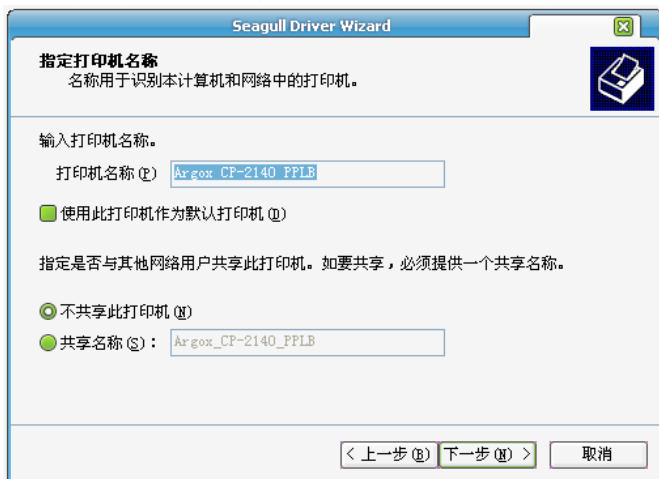 Seagull Driver Wizard
指定打印机名称
名称用于识别本计算机和网络中的打印机。
输入打印机名称。
打印机名称(P) Argox CP-2140 PPLB
使用此打印机作为默认打印机(D)
指定是否与其他网络用户共享此打印机。如要共享，必须提供一个共享名称。
不共享此打印机(N)
共享名称(S)： Argox_CP-2140_PPLB
< 上一步(B) 下一步(N) > 取消